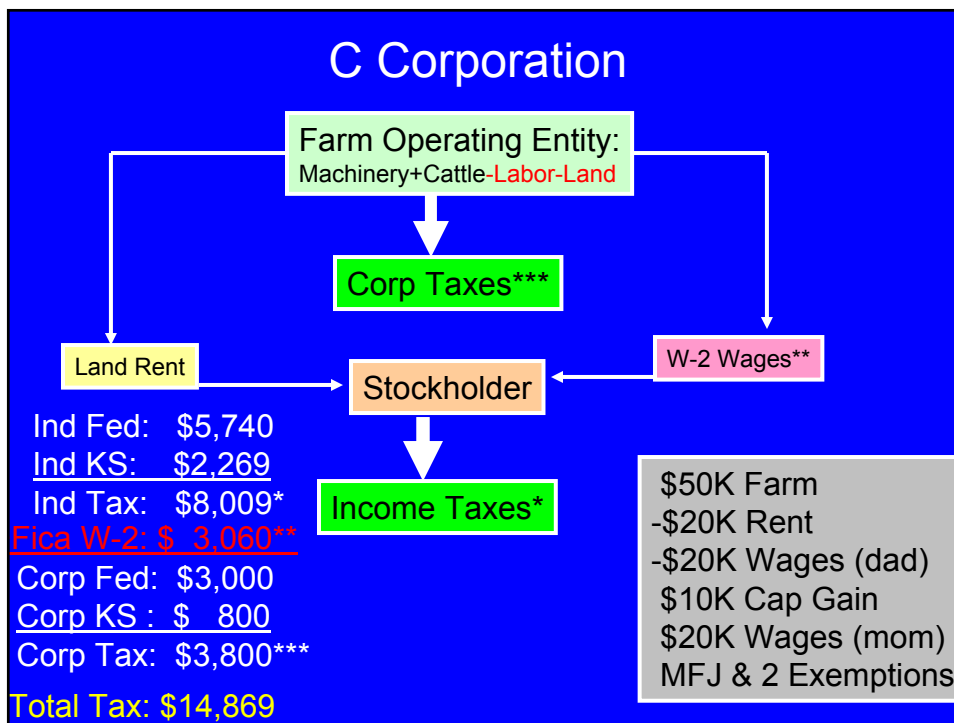 C Corporation
Farm Operating Entity:
Machinery+Cattle-Labor-Land
Corp Taxes***
Land Rent
W-2 Wages**
Stockholder
Income Taxes*
Ind Fed: $5,740
Ind KS: $2,269
Ind Tax: $8,009*
Fica W-2: $ 3,060**
Corp Fed: $3,000
Corp KS : $ 800
Corp Tax: $3,800***
Total Tax: $14,869
$50K Farm
-$20K Rent
-$20K Wages (dad)
$10K Cap Gain
$20K Wages (mom)
MFJ & 2 Exemptions